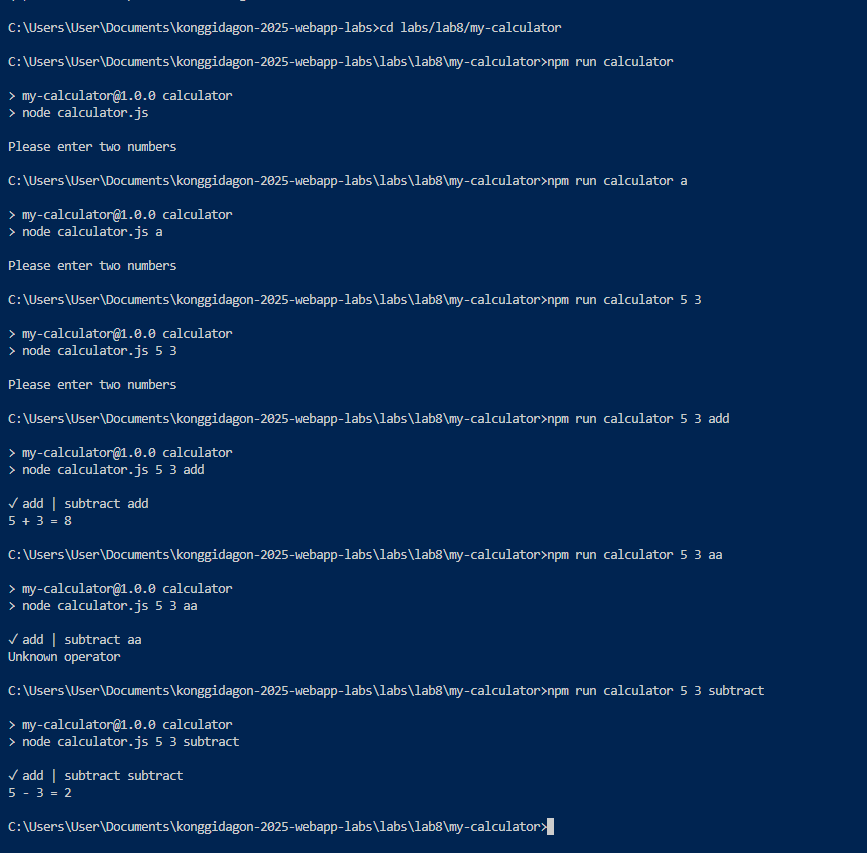 C:\Users\User\Documents\konggidagon-2025-webapp-labs>cd labs/lab8/my-calculator
C:\Users\User\Documents\konggidagon-2025-webapp-labs\labs\lab8\my-calculator>npm run calculator
> my-calculator@1.0.0 calculator
> node calculator.js
Please enter two numbers
C:\Users\User\Documents\konggidagon-2025-webapp-labs\labs\lab8\my-calculator>npm run calculator a
> my-calculator@1.0.0 calculator
> node calculator.js a
Please enter two numbers
C:\Users\User\Documents\konggidagon-2025-webapp-labs\labs\lab8\my-calculator>npm run calculator 5 3
> my-calculator@1.0.0 calculator
> node calculator.js 5 3
Please enter two numbers
C:\Users\User\Documents\konggidagon-2025-webapp-labs\labs\lab8\my-calculator>npm run calculator 5 3 add
> my-calculator@1.0.0 calculator
> node calculator.js 5 3 add
√ add | subtract add
5 + 3 = 8
C:\Users\User\Documents\konggidagon-2025-webapp-labs\labs\lab8\my-calculator>npm run calculator 5 3 aa
> my-calculator@1.0.0 calculator
> node calculator.js 5 3 aa
√ add | subtract aa
Unknown operator
C:\Users\User\Documents\konggidagon-2025-webapp-labs\labs\lab8\my-calculator>npm run calculator 5 3 subtract
> my-calculator@1.0.0 calculator
> node calculator.js 5 3 subtract
√ add | subtract subtract
5 - 3 = 2
C:\Users\User\Documents\konggidagon-2025-webapp-labs\labs\lab8\my-calculator>